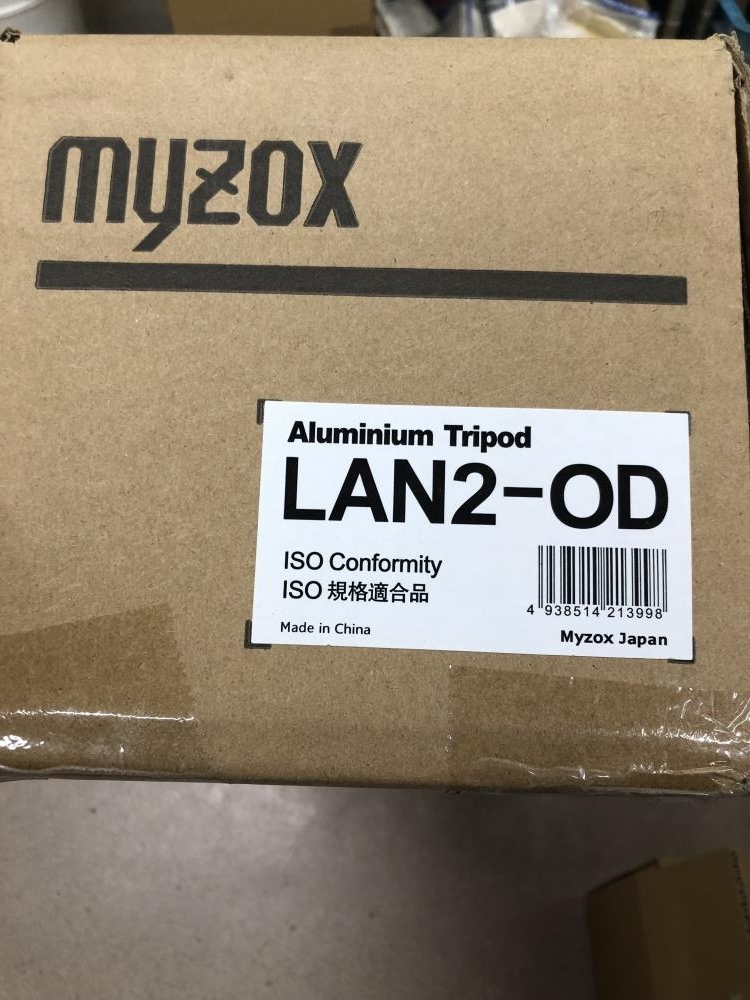 myzox
Aluminium Tripod
LAN2-OD
ISO Conformity
ISO 規格適合品
4 938514 213998
Made in China
Myzox Japan